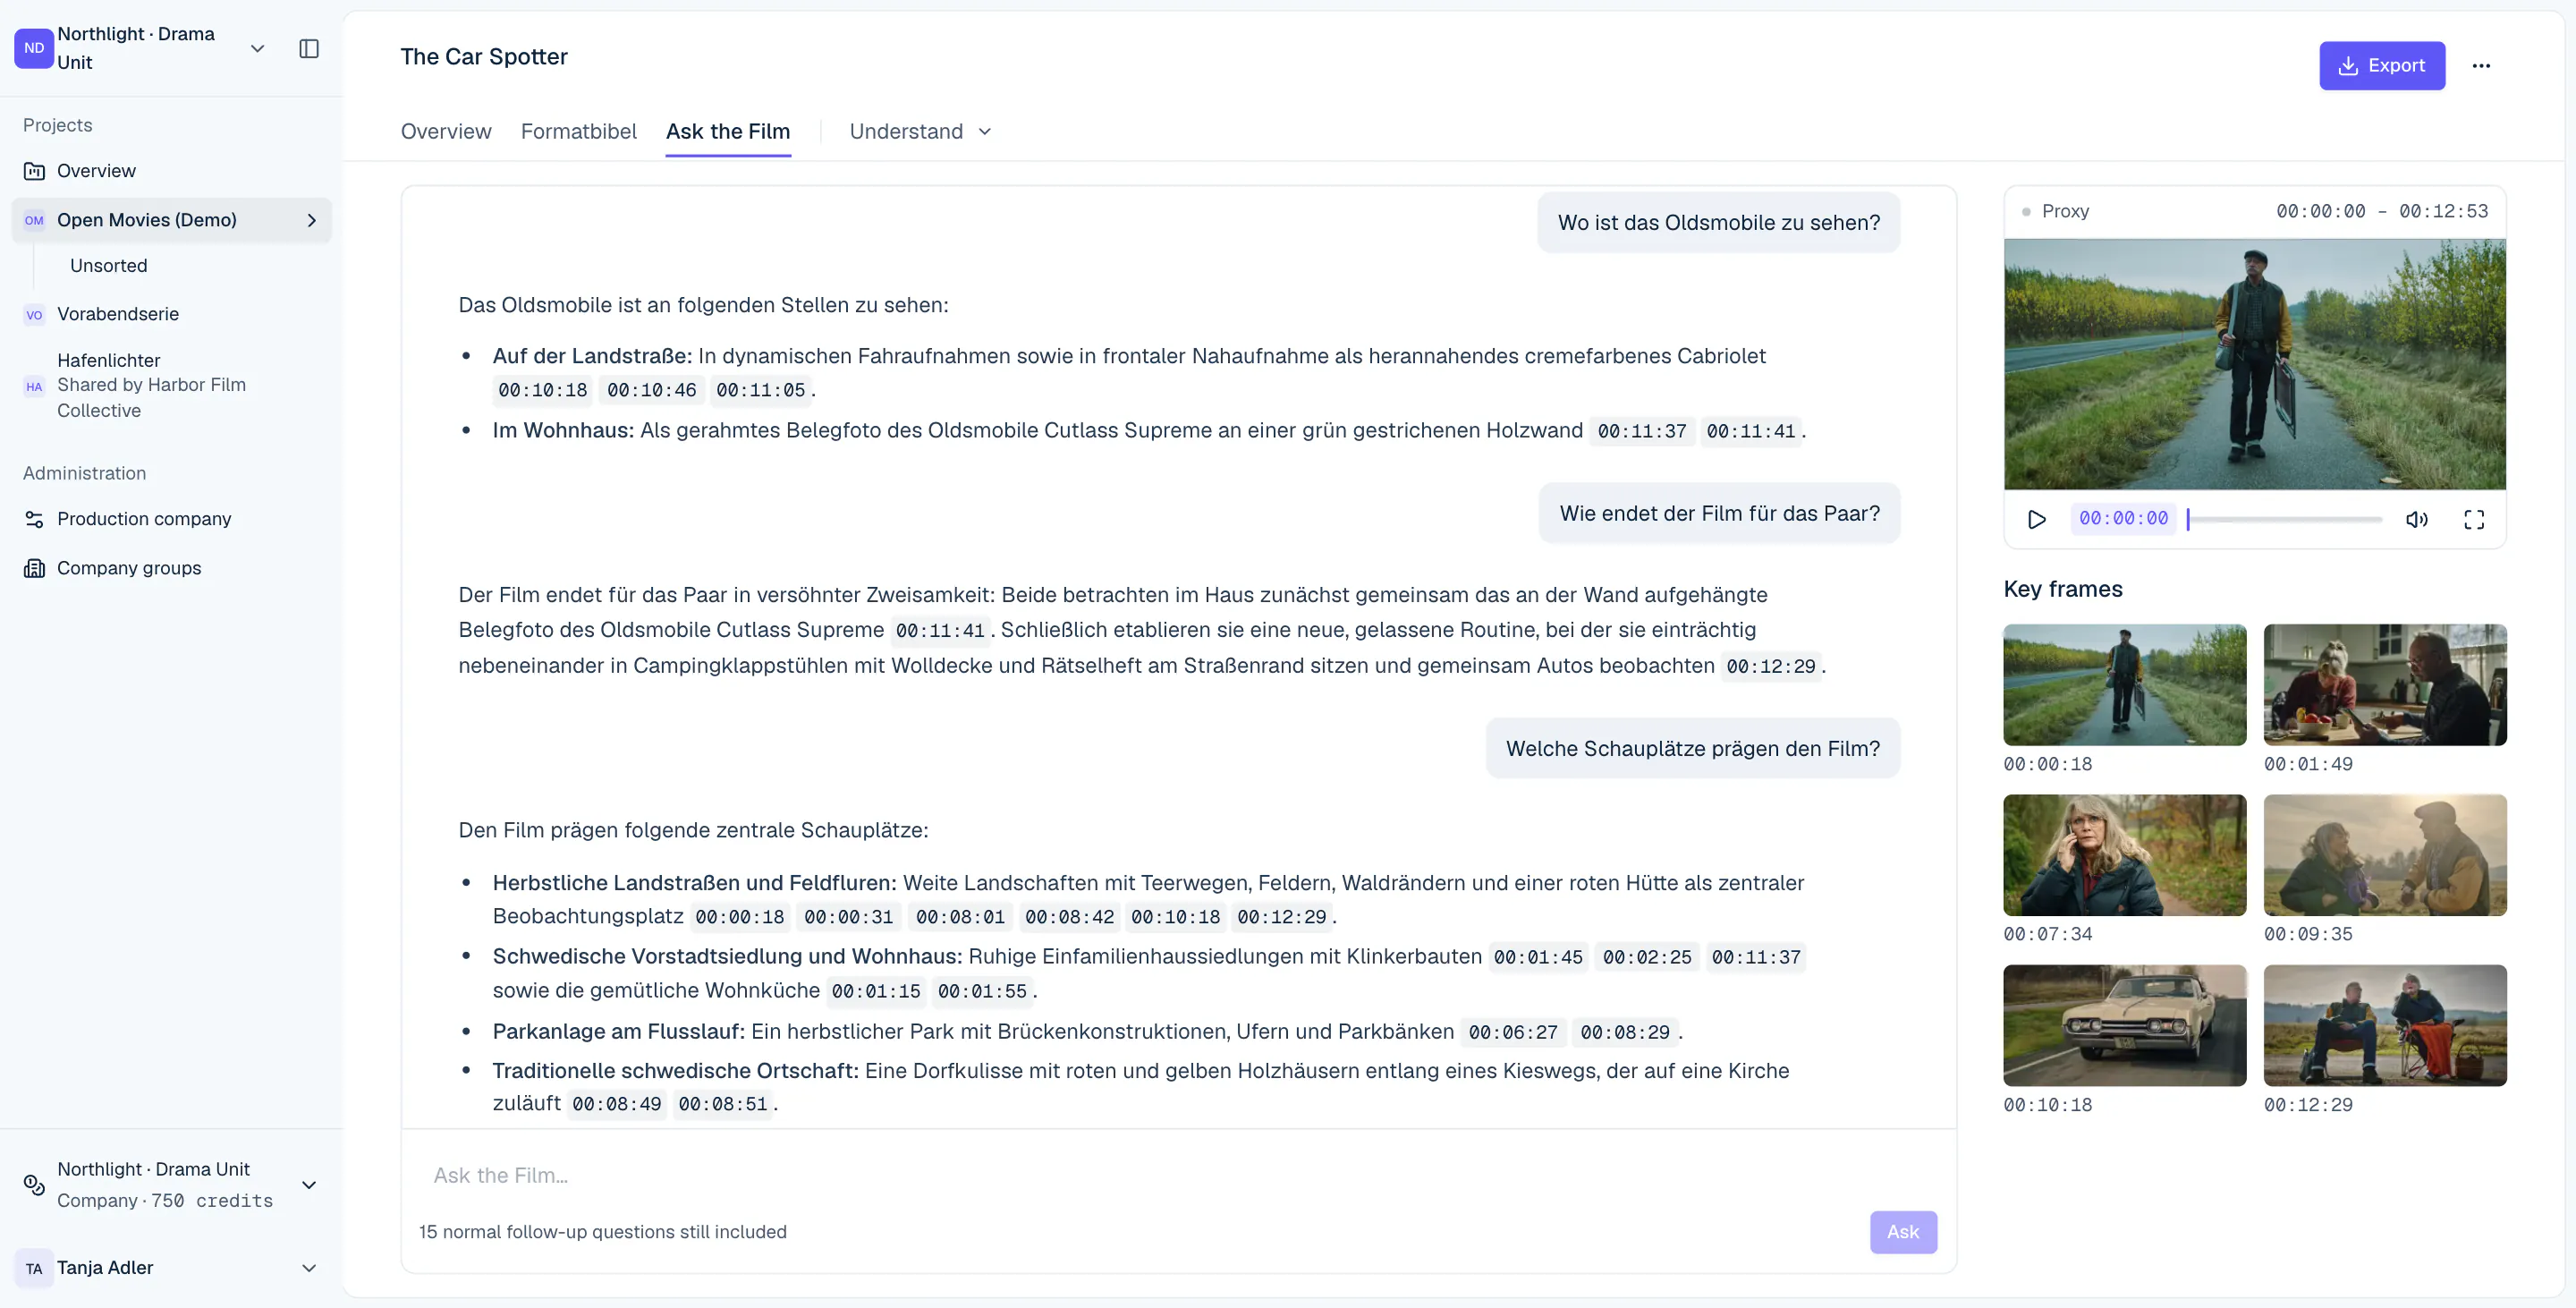 ND
Northlight · Drama
Unit
Projects
Overview
OM
Open Movies (Demo)
Unsorted
VO
Vorabendserie
Hafenlichter
HA
Shared by Harbor Film
Collective
Administration
Production company
Company groups
Northlight · Drama Unit
Company · 750 credits
TA
Tanja Adler
The Car Spotter
Export
Overview
Formatbibel
Ask the Film
Understand
Wo ist das Oldsmobile zu sehen?
Das Oldsmobile ist an folgenden Stellen zu sehen:
• Auf der Landstraße: In dynamischen Fahraufnahmen sowie in frontaler Nahaufnahme als herannahendes cremefarbenes Cabriolet
00:10:18 00:10:46 00:11:05.
• Im Wohnhaus: Als gerahmtes Belegfoto des Oldsmobile Cutlass Supreme an einer grün gestrichenen Holzwand 00:11:37 00:11:41.
Wie endet der Film für das Paar?
Der Film endet für das Paar in versöhnter Zweisamkeit: Beide betrachten im Haus zunächst gemeinsam das an der Wand aufgehängte
Belegfoto des Oldsmobile Cutlass Supreme 00:11:41. Schließlich etablieren sie eine neue, gelassene Routine, bei der sie einträchtig
nebeneinander in Campingklappstühlen mit Wolldecke und Rätselheft am Straßenrand sitzen und gemeinsam Autos beobachten 00:12:29.
Welche Schauplätze prägen den Film?
Den Film prägen folgende zentrale Schauplätze:
• Herbstliche Landstraßen und Feldfluren: Weite Landschaften mit Teerwegen, Feldern, Waldrändern und einer roten Hütte als zentraler
Beobachtungsplatz 00:00:18 00:00:31 00:08:01 00:08:42 00:10:18 00:12:29.
• Schwedische Vorstadtsiedlung und Wohnhaus: Ruhige Einfamilienhaussiedlungen mit Klinkerbauten 00:01:45 00:02:25 00:11:37
sowie die gemütliche Wohnküche 00:01:15 00:01:55.
• Parkanlage am Flusslauf: Ein herbstlicher Park mit Brückenkonstruktionen, Ufern und Parkbänken 00:06:27 00:08:29.
• Traditionelle schwedische Ortschaft: Eine Dorfkulisse mit roten und gelben Holzhäusern entlang eines Kieswegs, der auf eine Kirche
zuläuft 00:08:49 00:08:51.
Ask the Film…
15 normal follow-up questions still included
Ask
Proxy
00:00:00 – 00:12:53
00:00:00
Key frames
00:00:18
00:01:49
00:07:34
00:09:35
00:10:18
00:12:29